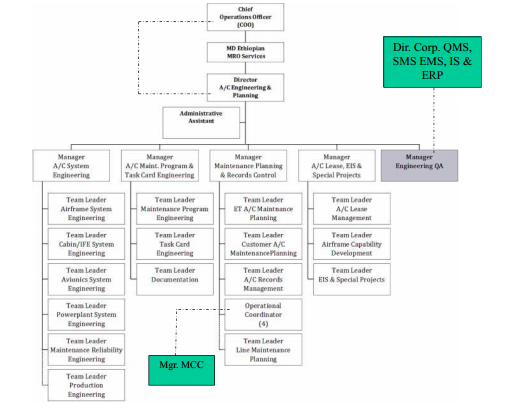 Chief
Operations Officer
(COO)
MD Ethiopian
MRO Services
Director
A/C Engineering &
Planning
Dir. Corp. QMS,
SMS EMS, IS &
ERP
Administrative
Assistant
Manager
A/C System
Engineering
Manager
A/C Maint. Program &
Task Card Engineering
Manager
Maintenance Planning
& Records Control
Manager
A/C Lease, EIS &
Special Projects
Manager
Engineering QA
Team Leader
Airframe System
Engineering
Team Leader
Cabin/IFE System
Engineering
Team Leader
Avionics System
Engineering
Team Leader
Powerplant System
Engineering
Team Leader
Maintenance Reliability
Engineering
Team Leader
Production
Engineering
Team Leader
Maintenance Program
Engineering
Team Leader
Task Card
Engineering
Team Leader
Documentation
Team Leader
ET A/C Maintnance
Planning
Team Leader
Customer A/C
MaintenancePlanning
Team Leader
A/C Records
Management
Operational
Coordinator
(4)
Team Leader
Line Maintenance
Planning
Team Leader
A/C Lease
Management
Team Leader
Airframe Capability
Development
Team Leader
EIS & Special Projects
Mgr. MCC